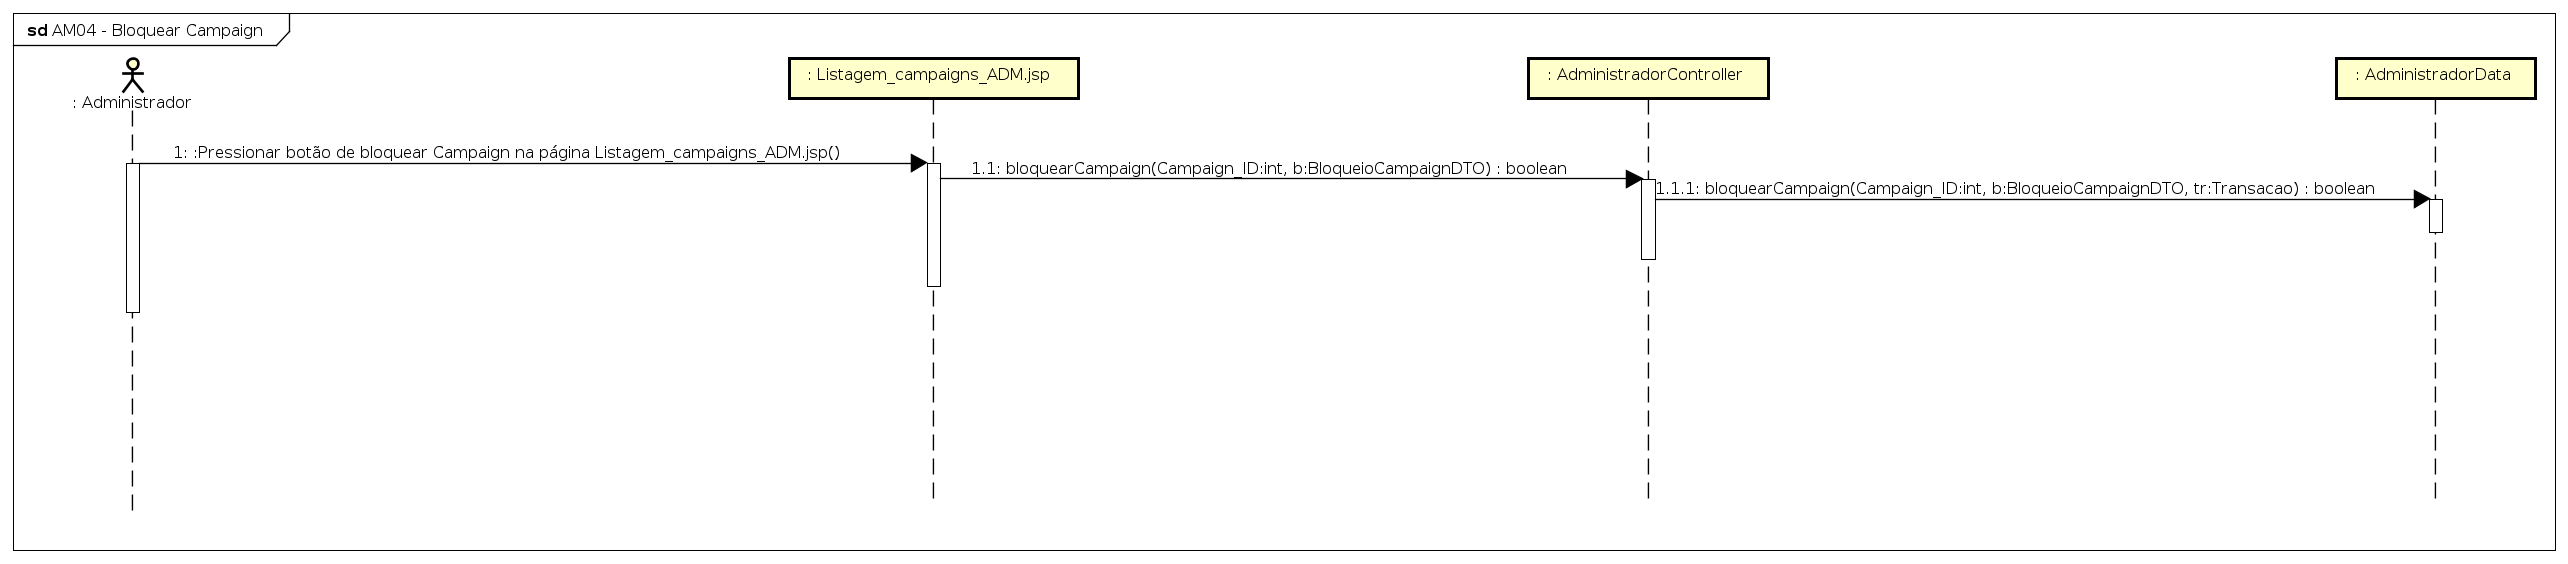 sd AM04 - Bloquear Campaign
: Administrador
: Listagem_campaigns_ADM.jsp
: AdministradorController
: AdministradorData
1: :Pressionar botão de bloquear Campaign na página Listagem_campaigns_ADM.jsp()
1.1: bloquearCampaign(Campaign_ID:int, b:BloqueioCampaignDTO) : boolean
1.1.1: bloquearCampaign(Campaign_ID:int, b:BloqueioCampaignDTO, tr:Transacao) : boolean